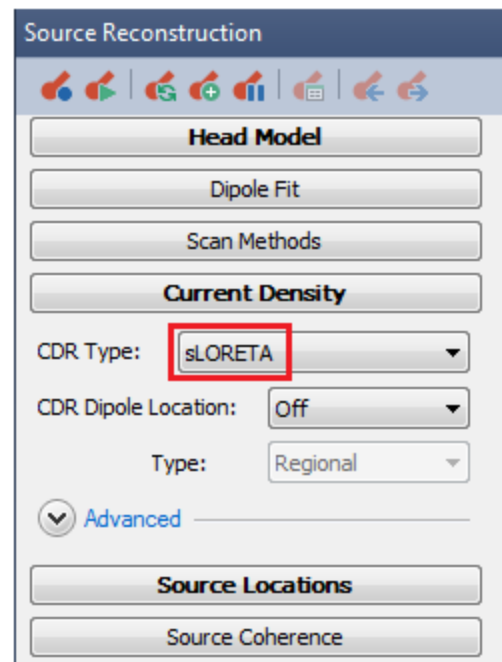 Source Reconstruction
Head Model
Dipole Fit
Scan Methods
Current Density
CDR Type: sLORETA
CDR Dipole Location: Off
Type: Regional
Advanced
Source Locations
Source Coherence